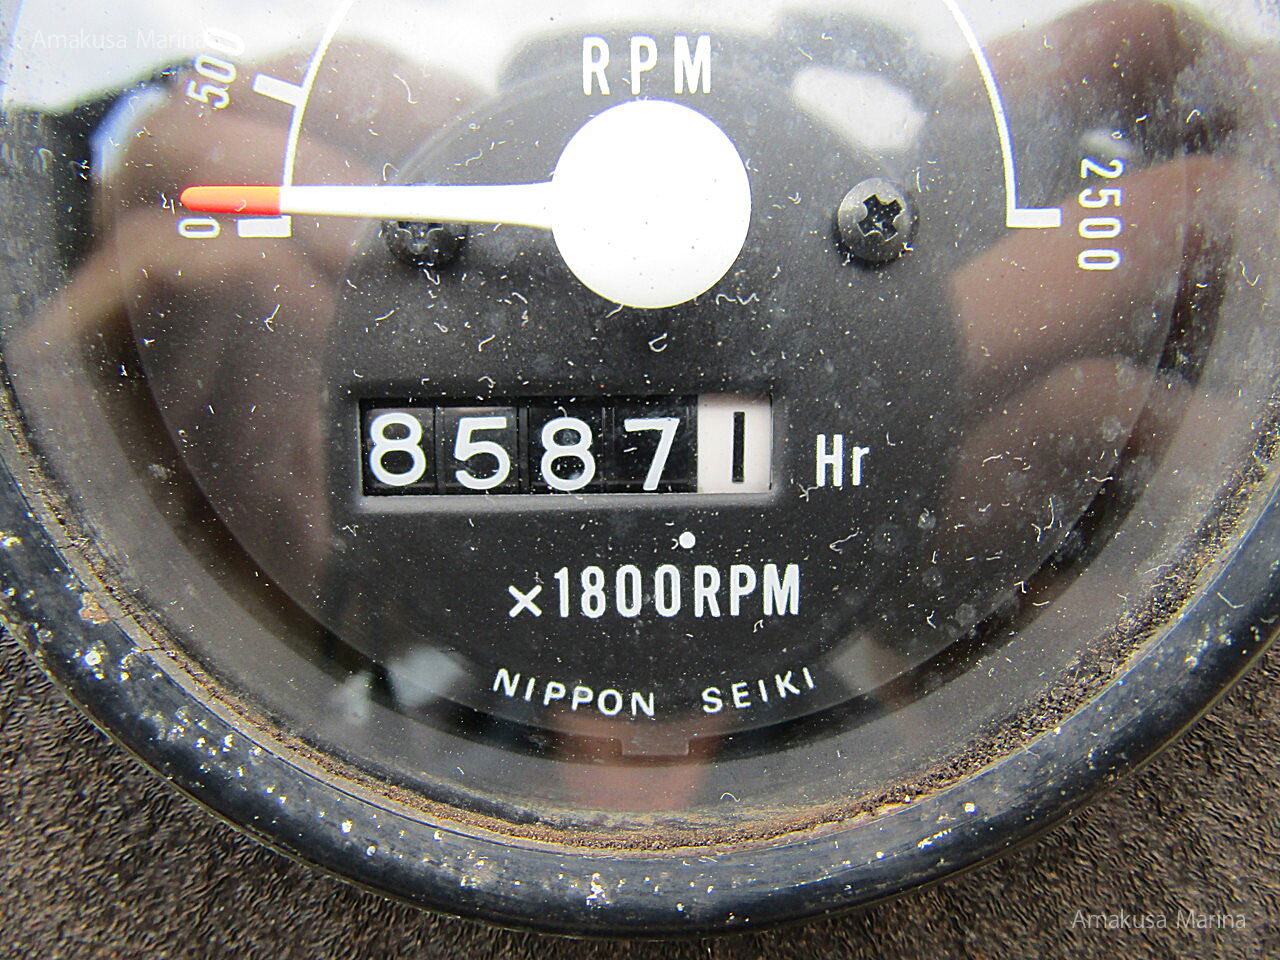 Amakusa Marina
RPM
500
0
2500
85871 Hr
×1800RPM
NIPPON SEIKI
Amakusa Marina